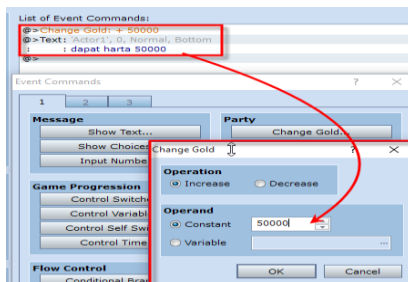 List of Event Commands:
@>Change Gold: + 50000
@>Text: 'Actor1', 0, Normal, Bottom
:       : dapat harta 50000
@>
Event Commands ? ×
1 2 3
Message
Show Text...
Show Choices
Input Numbe
Party
Change Gold...
Game Progression
Control Switch
Control Variabl
Control Self Swi
Control Time
Flow Control
Conditional Bran
Change Gold ? ×
Operation
Increase Decrease
Operand
Constant 50000
Variable ...
OK Cancel